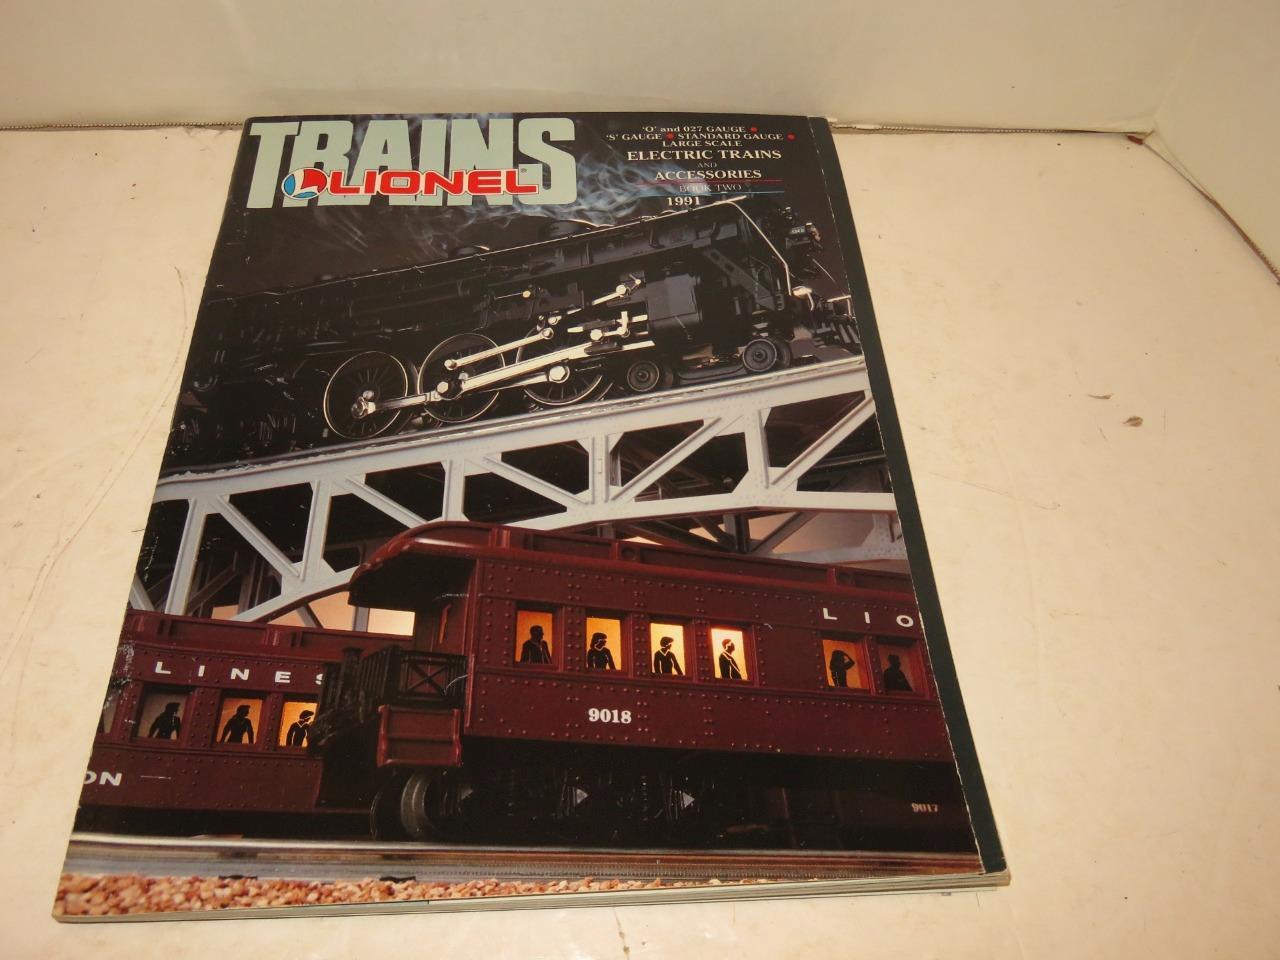 TRAINS
LIONEL
'O' and 027 GAUGE •
'S' GAUGE • STANDARD GAUGE •
LARGE SCALE
ELECTRIC TRAINS
AND
ACCESSORIES
BOOK TWO
1991
LIO
LINES
9018
ON
9017